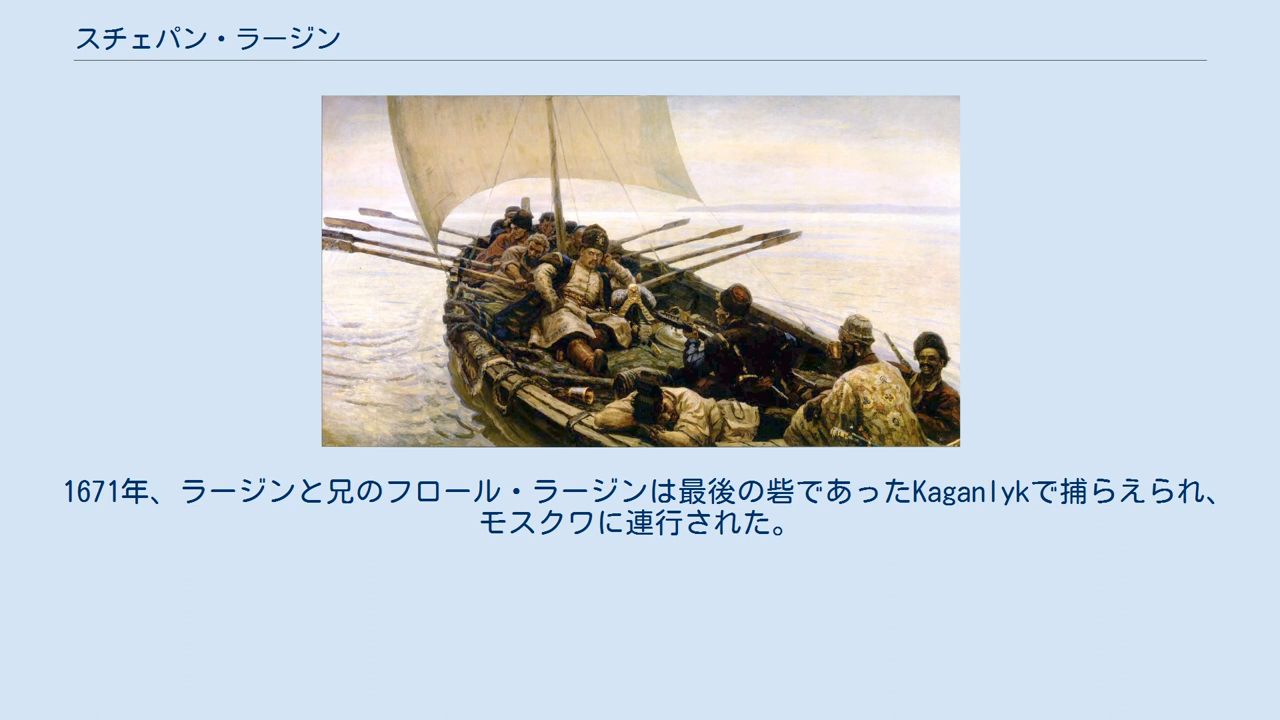 スチェパン・ラージン
1671年、ラージンと兄のフロール・ラージンは最後の砦であったKaganlykで捕らえられ、
モスクワに連行された。